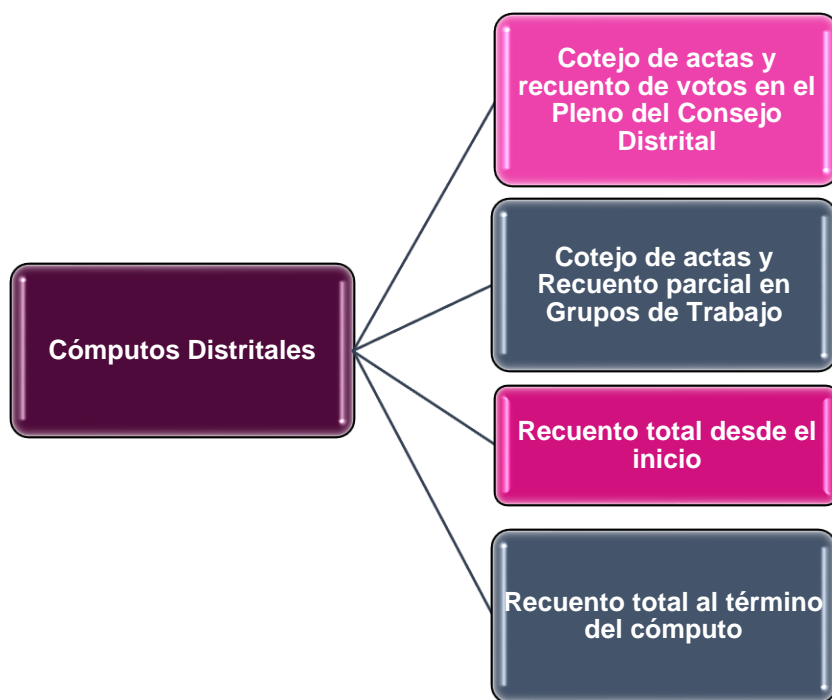 Cotejo de actas y
recuento de votos en el
Pleno del Consejo
Distrital
Cotejo de actas y
Recuento parcial en
Grupos de Trabajo
Cómputos Distritales
Recuento total desde el
inicio
Recuento total al término
del cómputo